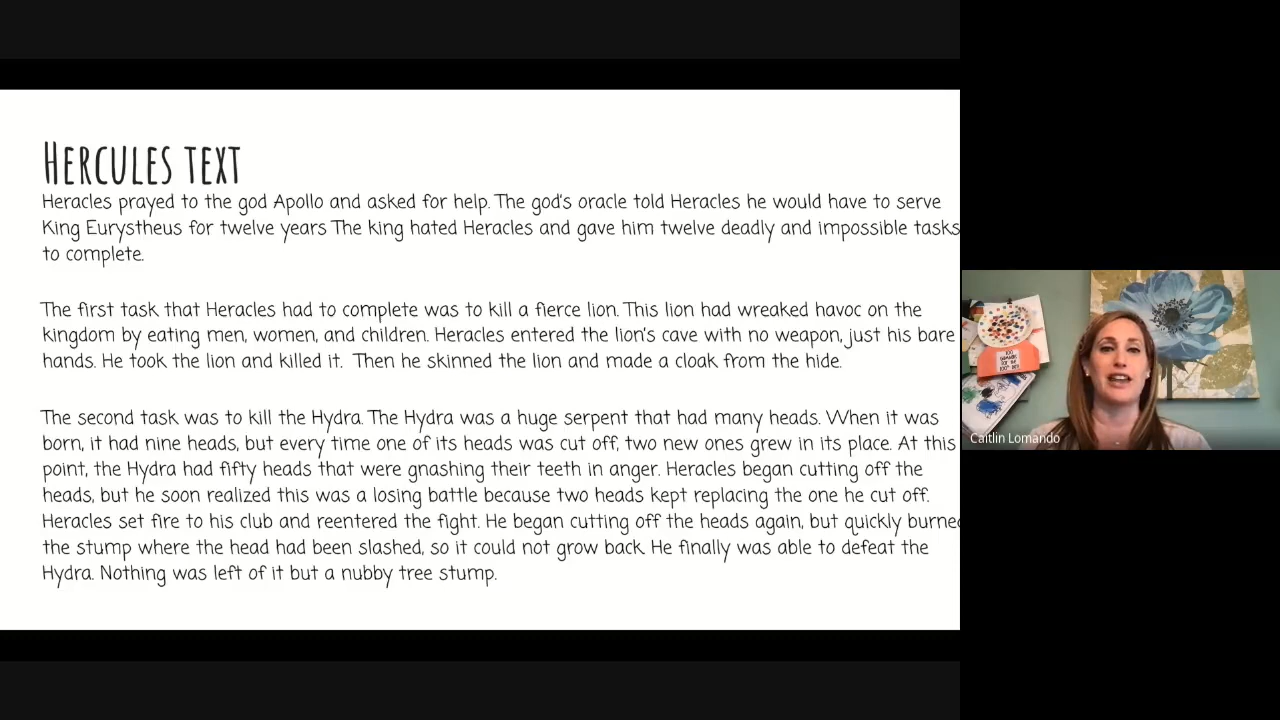 HERCULES TEXT
Heracles prayed to the god Apollo and asked for help. The god's oracle told Heracles he would have to serve
King Eurystheus for twelve years The king hated Heracles and gave him twelve deadly and impossible tasks
to complete.
The first task that Heracles had to complete was to kill a fierce lion. This lion had wreaked havoc on the
kingdom by eating men, women, and children. Heracles entered the lion's cave with no weapon, just his bare
hands. He took the lion and killed it. Then he skinned the lion and made a cloak from the hide.
The second task was to kill the Hydra. The Hydra was a huge serpent that had many heads. When it was
born, it had nine heads, but every time one of its heads was cut off, two new ones grew in its place. At this
point, the Hydra had fifty heads that were gnashing their teeth in anger. Heracles began cutting off the
heads, but he soon realized this was a losing battle because two heads kept replacing the one he cut off.
Heracles set fire to his club and reentered the fight. He began cutting off the heads again, but quickly burned
the stump where the head had been slashed, so it could not grow back. He finally was able to defeat the
Hydra. Nothing was left of it but a nubby tree stump.
Caitlin Lomando